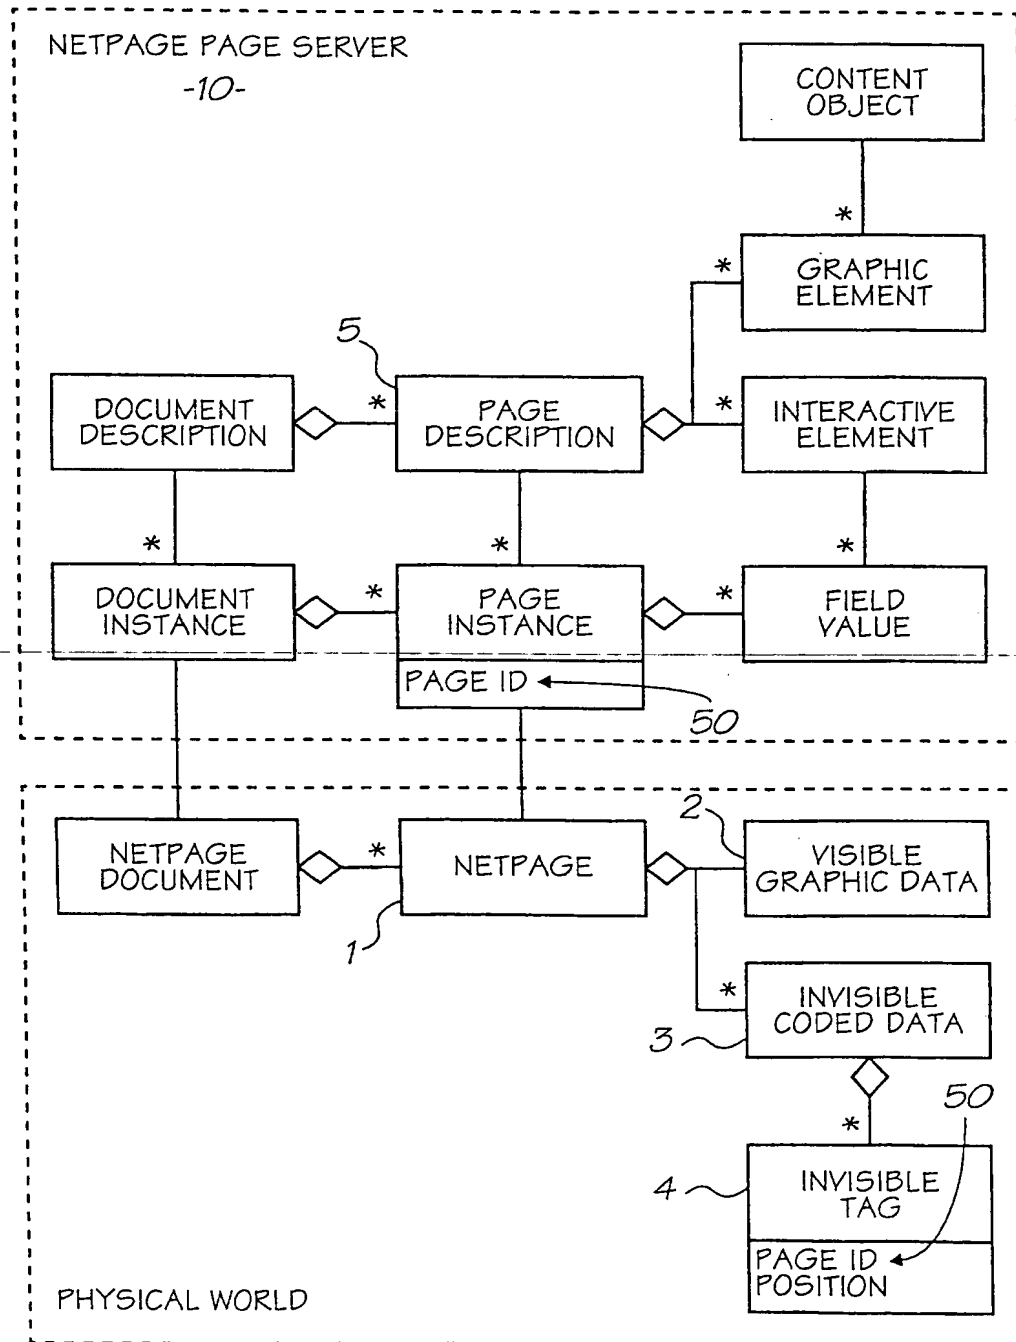 NETPAGE PAGE SERVER
-10-
CONTENT
OBJECT
*
GRAPHIC
ELEMENT
*
5
DOCUMENT
DESCRIPTION
*
PAGE
DESCRIPTION
*
INTERACTIVE
ELEMENT
*
*
*
DOCUMENT
INSTANCE
*
PAGE
INSTANCE
*
FIELD
VALUE
PAGE ID
50
NETPAGE
DOCUMENT
*
NETPAGE
1
2
VISIBLE
GRAPHIC DATA
*
INVISIBLE
CODED DATA
3
50
*
4
INVISIBLE
TAG
PAGE ID
POSITION
PHYSICAL WORLD